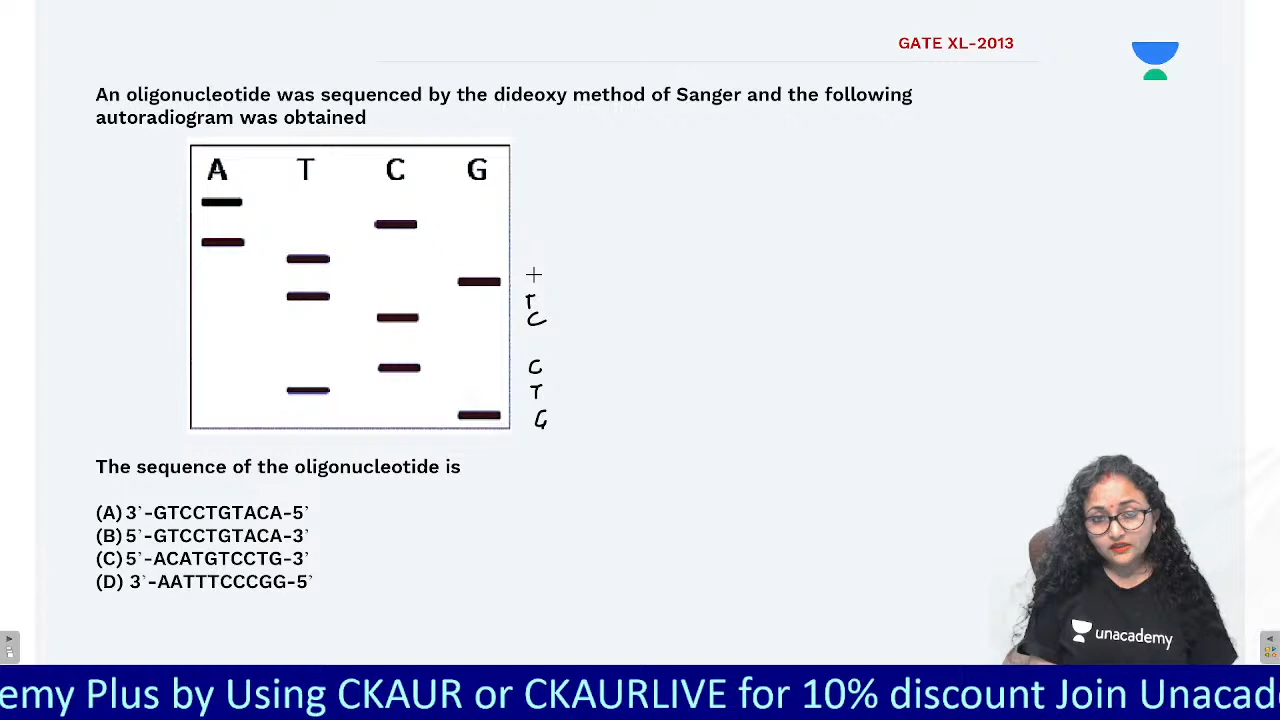 GATE XL-2013
An oligonucleotide was sequenced by the dideoxy method of Sanger and the following
autoradiogram was obtained
A T C G
T
C
C
T
G
The sequence of the oligonucleotide is
(A) 3`-GTCCTGTACA-5`
(B) 5`-GTCCTGTACA-3`
(C) 5`-ACATGTCCTG-3`
(D) 3`-AATTTCCCGG-5`
unacademy
emy Plus by Using CKAUR or CKAURLIVE for 10% discount Join Unacad